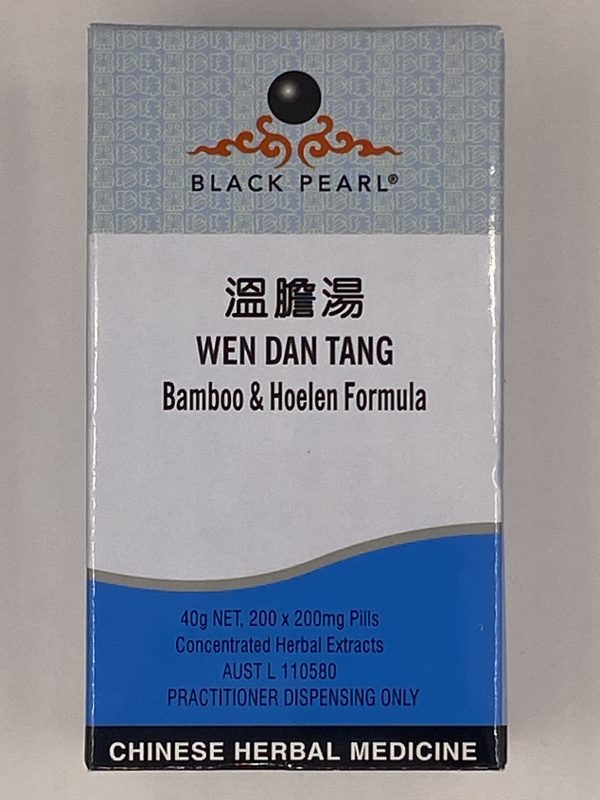 BLACK PEARL®
溫膽湯
WEN DAN TANG
Bamboo & Hoelen Formula
40g NET, 200 x 200mg Pills
Concentrated Herbal Extracts
AUST L 110580
PRACTITIONER DISPENSING ONLY
CHINESE HERBAL MEDICINE